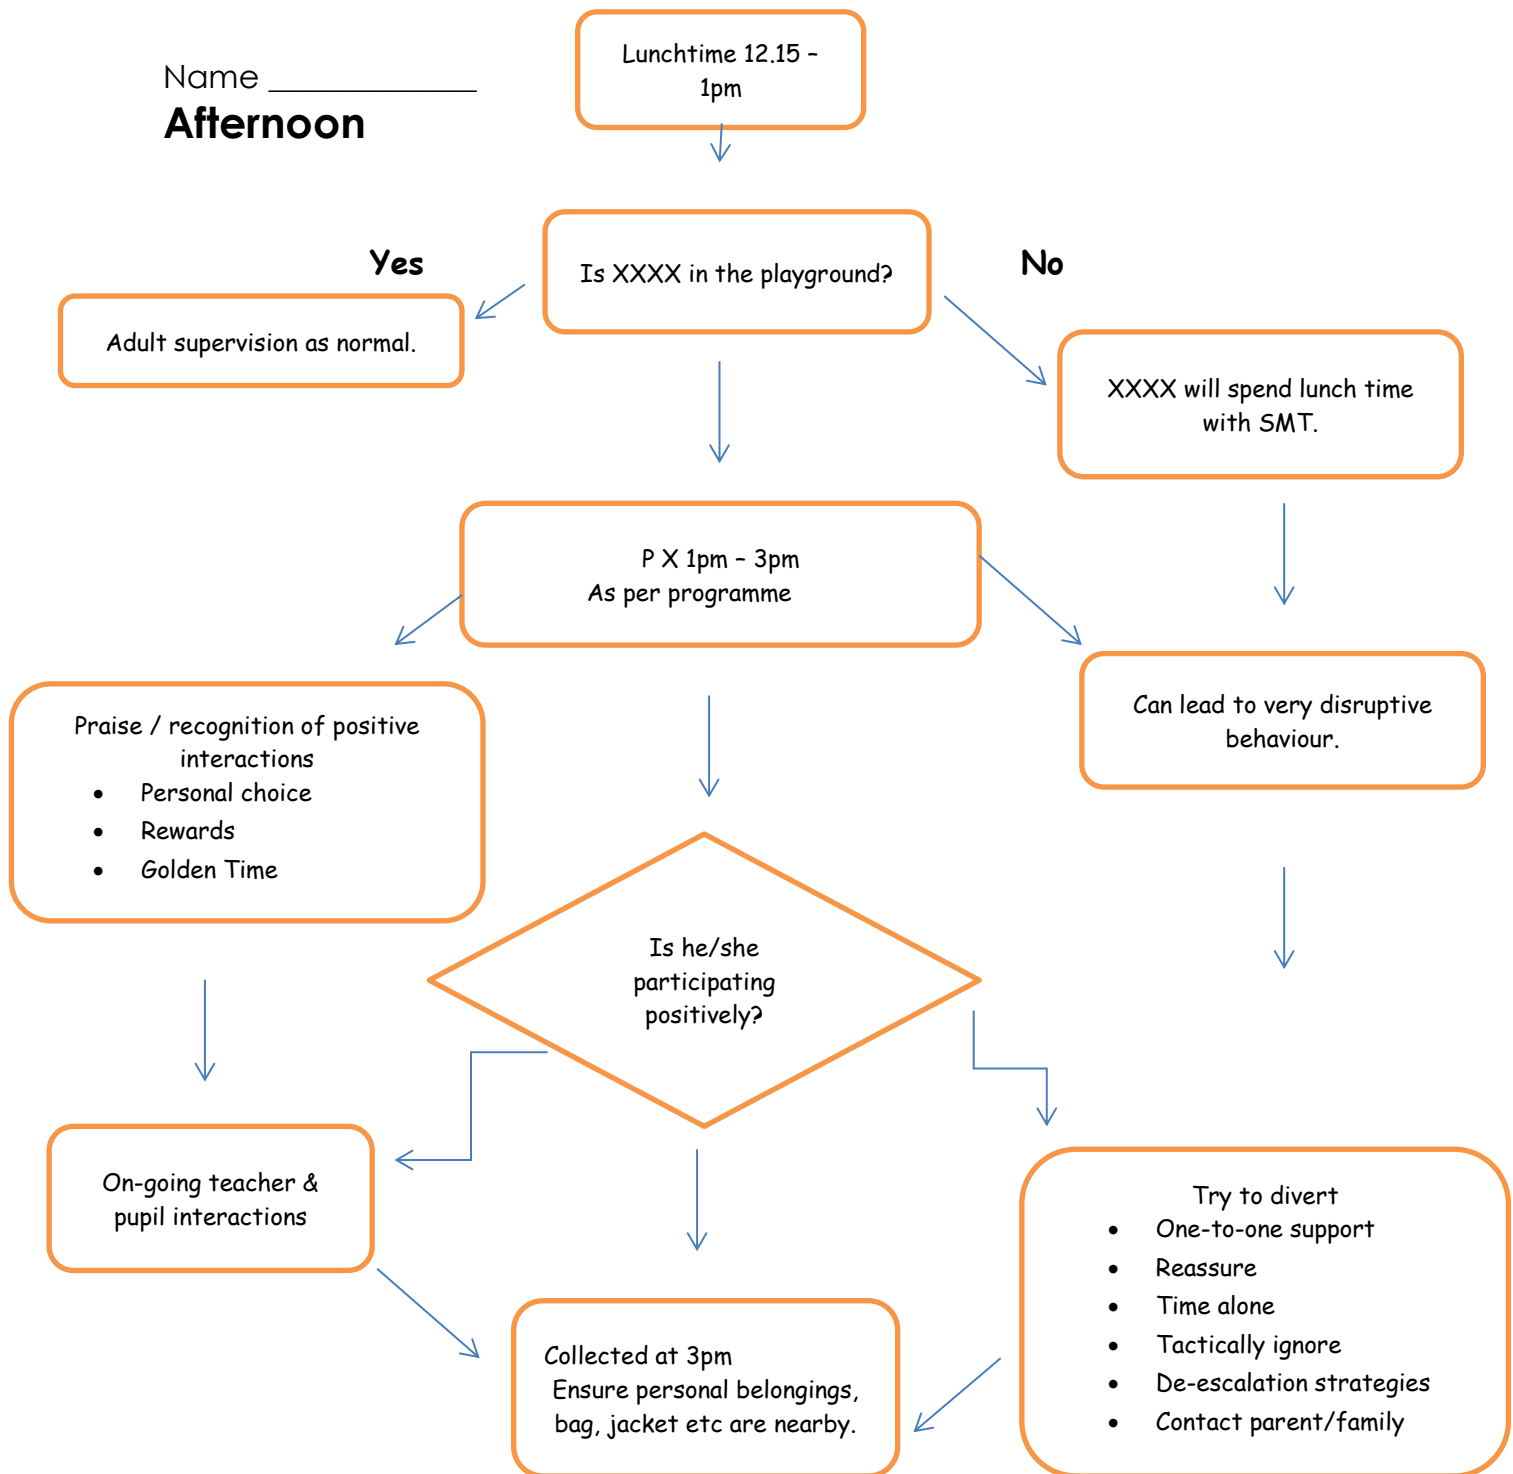 Name _____________
Afternoon
Lunchtime 12.15 –
1pm
Yes
Is XXXX in the playground?
No
Adult supervision as normal.
XXXX will spend lunch time
with SMT.
P X 1pm – 3pm
As per programme
Praise / recognition of positive
interactions
• Personal choice
• Rewards
• Golden Time
Can lead to very disruptive
behaviour.
Is he/she
participating
positively?
On-going teacher &
pupil interactions
Try to divert
• One-to-one support
• Reassure
• Time alone
• Tactically ignore
• De-escalation strategies
• Contact parent/family
Collected at 3pm
Ensure personal belongings,
bag, jacket etc are nearby.